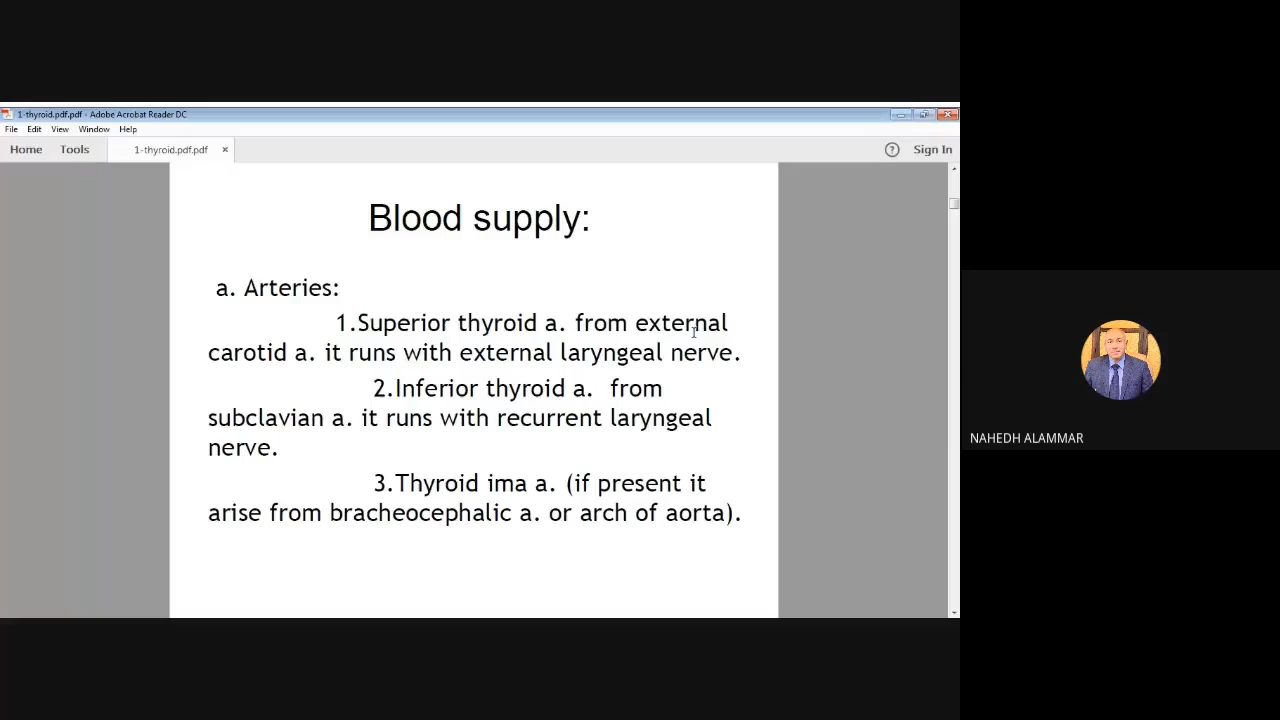 1-thyroid.pdf.pdf - Adobe Acrobat Reader DC
File Edit View Window Help
Home Tools 1-thyroid.pdf.pdf × ? Sign In
Blood supply:
a. Arteries:
1.Superior thyroid a. from external
carotid a. it runs with external laryngeal nerve.
2.Inferior thyroid a. from
subclavian a. it runs with recurrent laryngeal
nerve.
3.Thyroid ima a. (if present it
arise from bracheocephalic a. or arch of aorta).
NAHEDH ALAMMAR